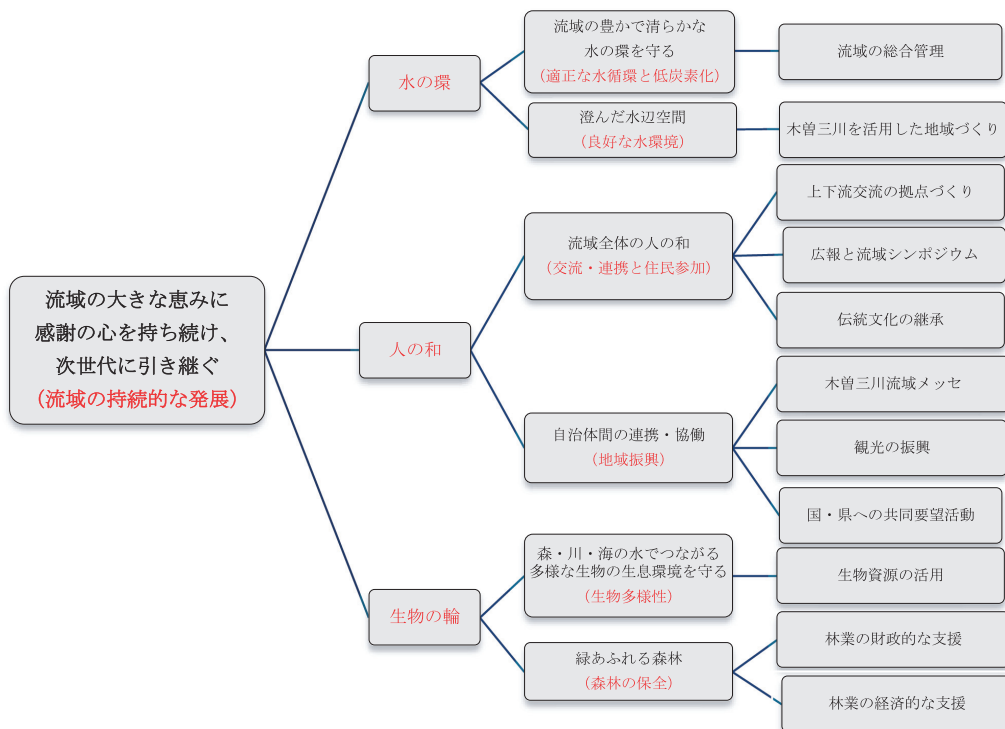 流域の大きな恵みに
感謝の心を持ち続け、
次世代に引き継ぐ
(流域の持続的な発展)
水の環
流域の豊かで清らかな
水の環を守る
(適正な水循環と低炭素化)
流域の総合管理
澄んだ水辺空間
(良好な水環境)
木曽三川を活用した地域づくり
人の和
流域全体の人の和
(交流・連携と住民参加)
上下流交流の拠点づくり
広報と流域シンポジウム
伝統文化の継承
自治体間の連携・協働
(地域振興)
木曽三川流域メッセ
観光の振興
国・県への共同要望活動
生物の輪
森・川・海の水でつながる
多様な生物の生息環境を守る
(生物多様性)
生物資源の活用
緑あふれる森林
(森林の保全)
林業の財政的な支援
林業の経済的な支援